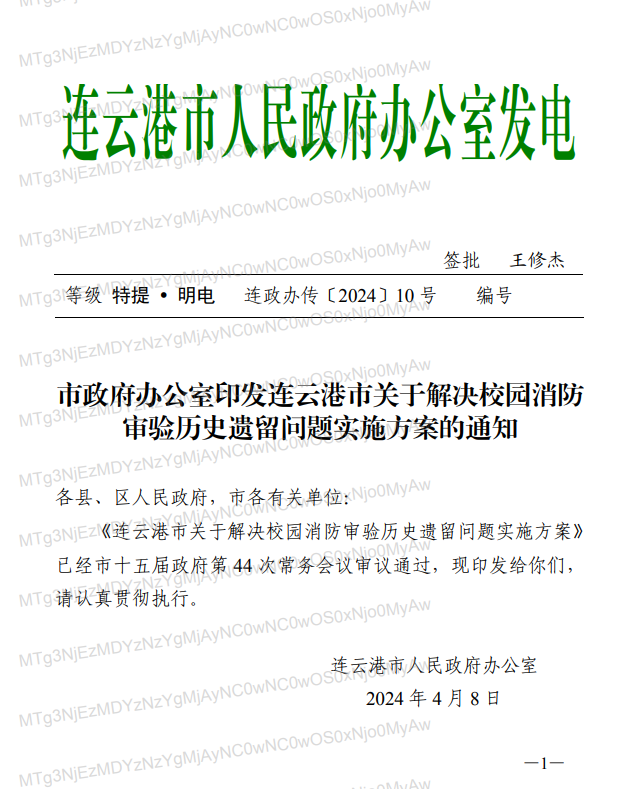 连云港市人民政府办公室发电
签批 王修杰
等级 特提·明电 连政办传〔2024〕10 号 编号
市政府办公室印发连云港市关于解决校园消防
审验历史遗留问题实施方案的通知
各县、区人民政府，市各有关单位：
《连云港市关于解决校园消防审验历史遗留问题实施方案》
已经市十五届政府第 44 次常务会议审议通过，现印发给你们，
请认真贯彻执行。
连云港市人民政府办公室
2024 年 4 月 8 日
—1—
MTg3NjEzMDYzNzYgMjAyNC0wNC0wOS0xNjo0MyAw